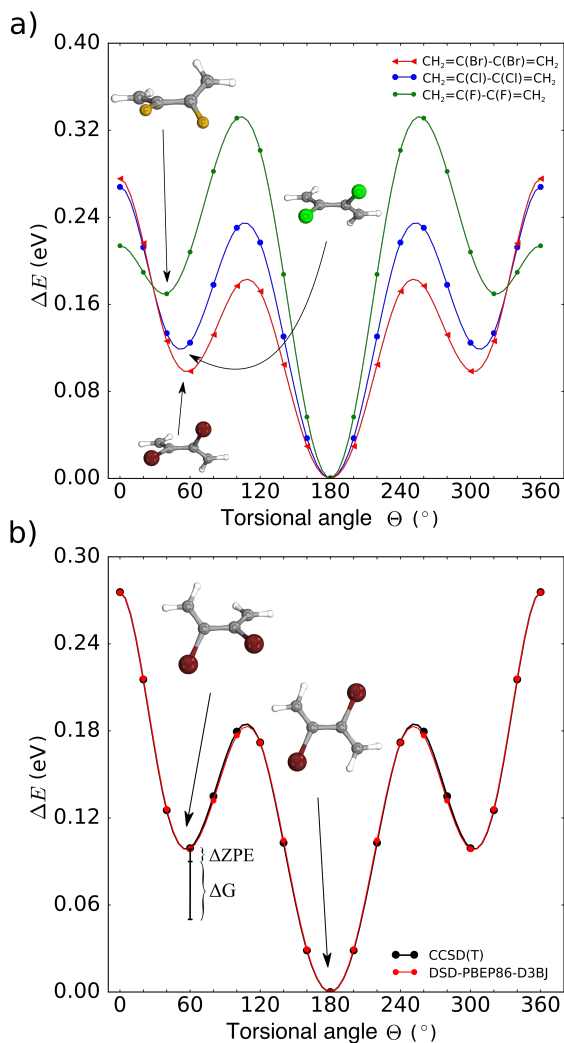 a)
0.40
0.32
0.24
0.16
0.08
0.00
ΔE (eV)
CH₂=C(Br)-C(Br)=CH₂
CH₂=C(Cl)-C(Cl)=CH₂
CH₂=C(F)-C(F)=CH₂
0 60 120 180 240 300 360
Torsional angle Θ (°)
b)
0.30
0.24
0.18
0.12
0.06
0.00
ΔE (eV)
ΔZPE
ΔG
CCSD(T)
DSD-PBEP86-D3BJ
0 60 120 180 240 300 360
Torsional angle Θ (°)